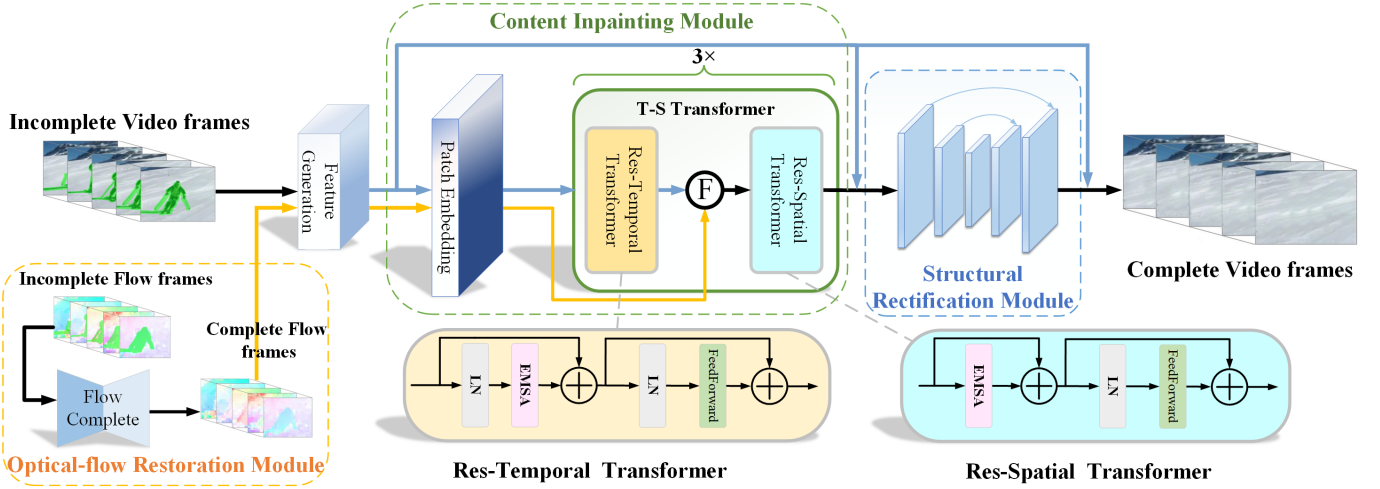 Content Inpainting Module
3×
T-S Transformer
Incomplete Video frames
Feature
Generation
Patch Embedding
Res-Temporal
Transformer
F
Res-Spatial
Transformer
Structural
Rectification Module
Complete Video frames
Incomplete Flow frames
Complete Flow
frames
Flow
Complete
Optical-flow Restoration Module
LN
EMSA
LN
FeedForward
Res-Temporal Transformer
EMSA
LN
FeedForward
Res-Spatial Transformer